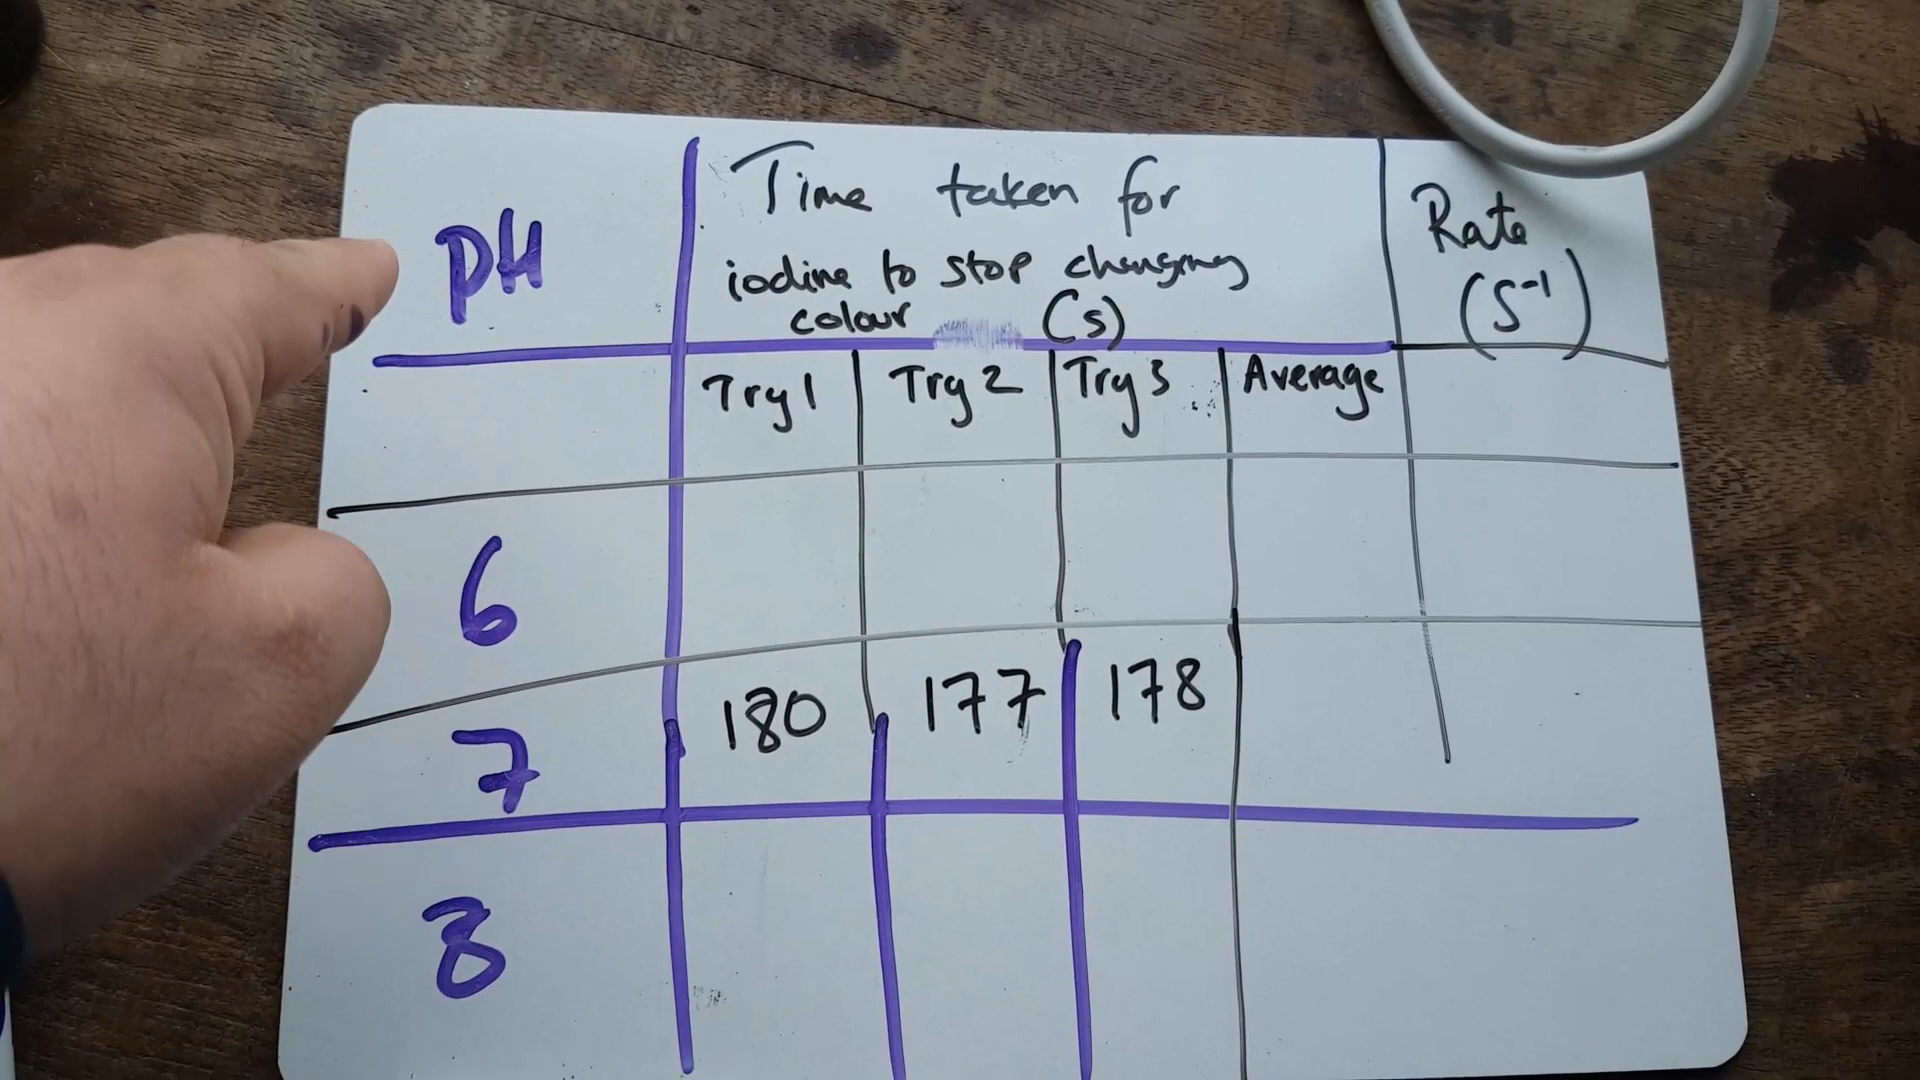 pH
Time taken for
iodine to stop changing
colour (s)
Rate
(S⁻¹)
Try 1 Try 2 Try 3 Average
6
7 180 177 178
8